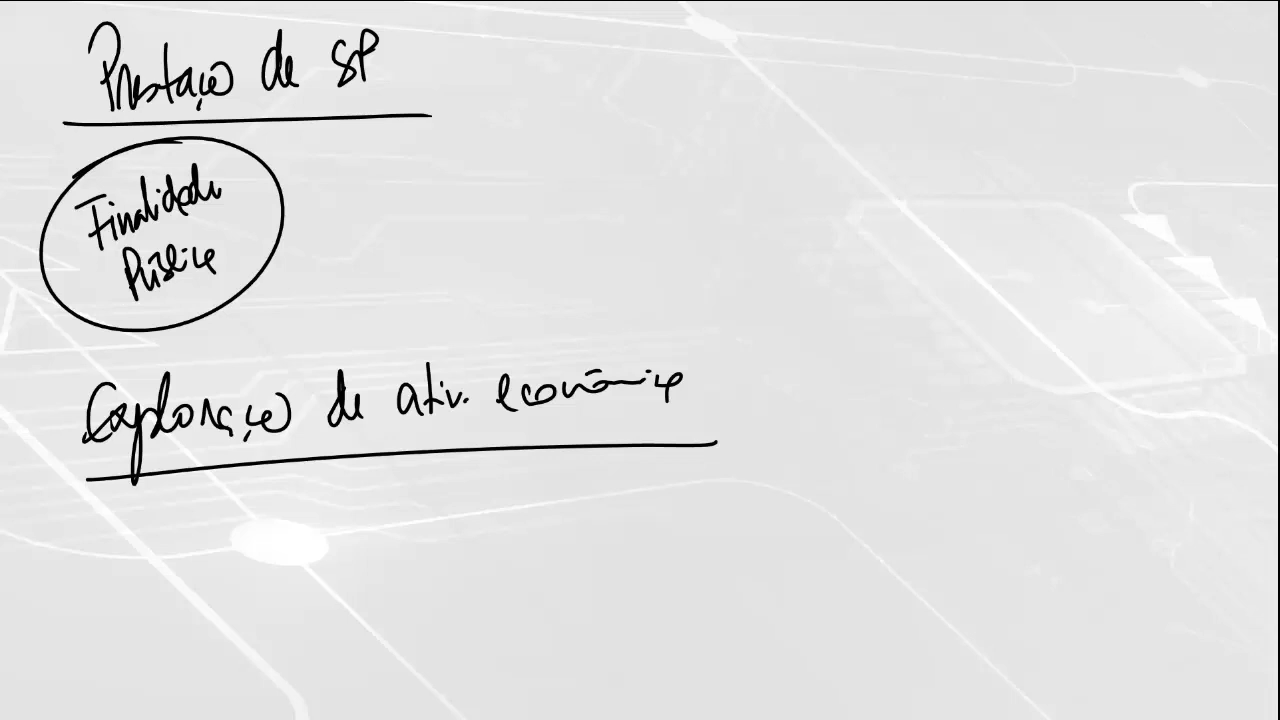 Prestação de SP
Finalidade
Pública
Exploração de ativ. econômica